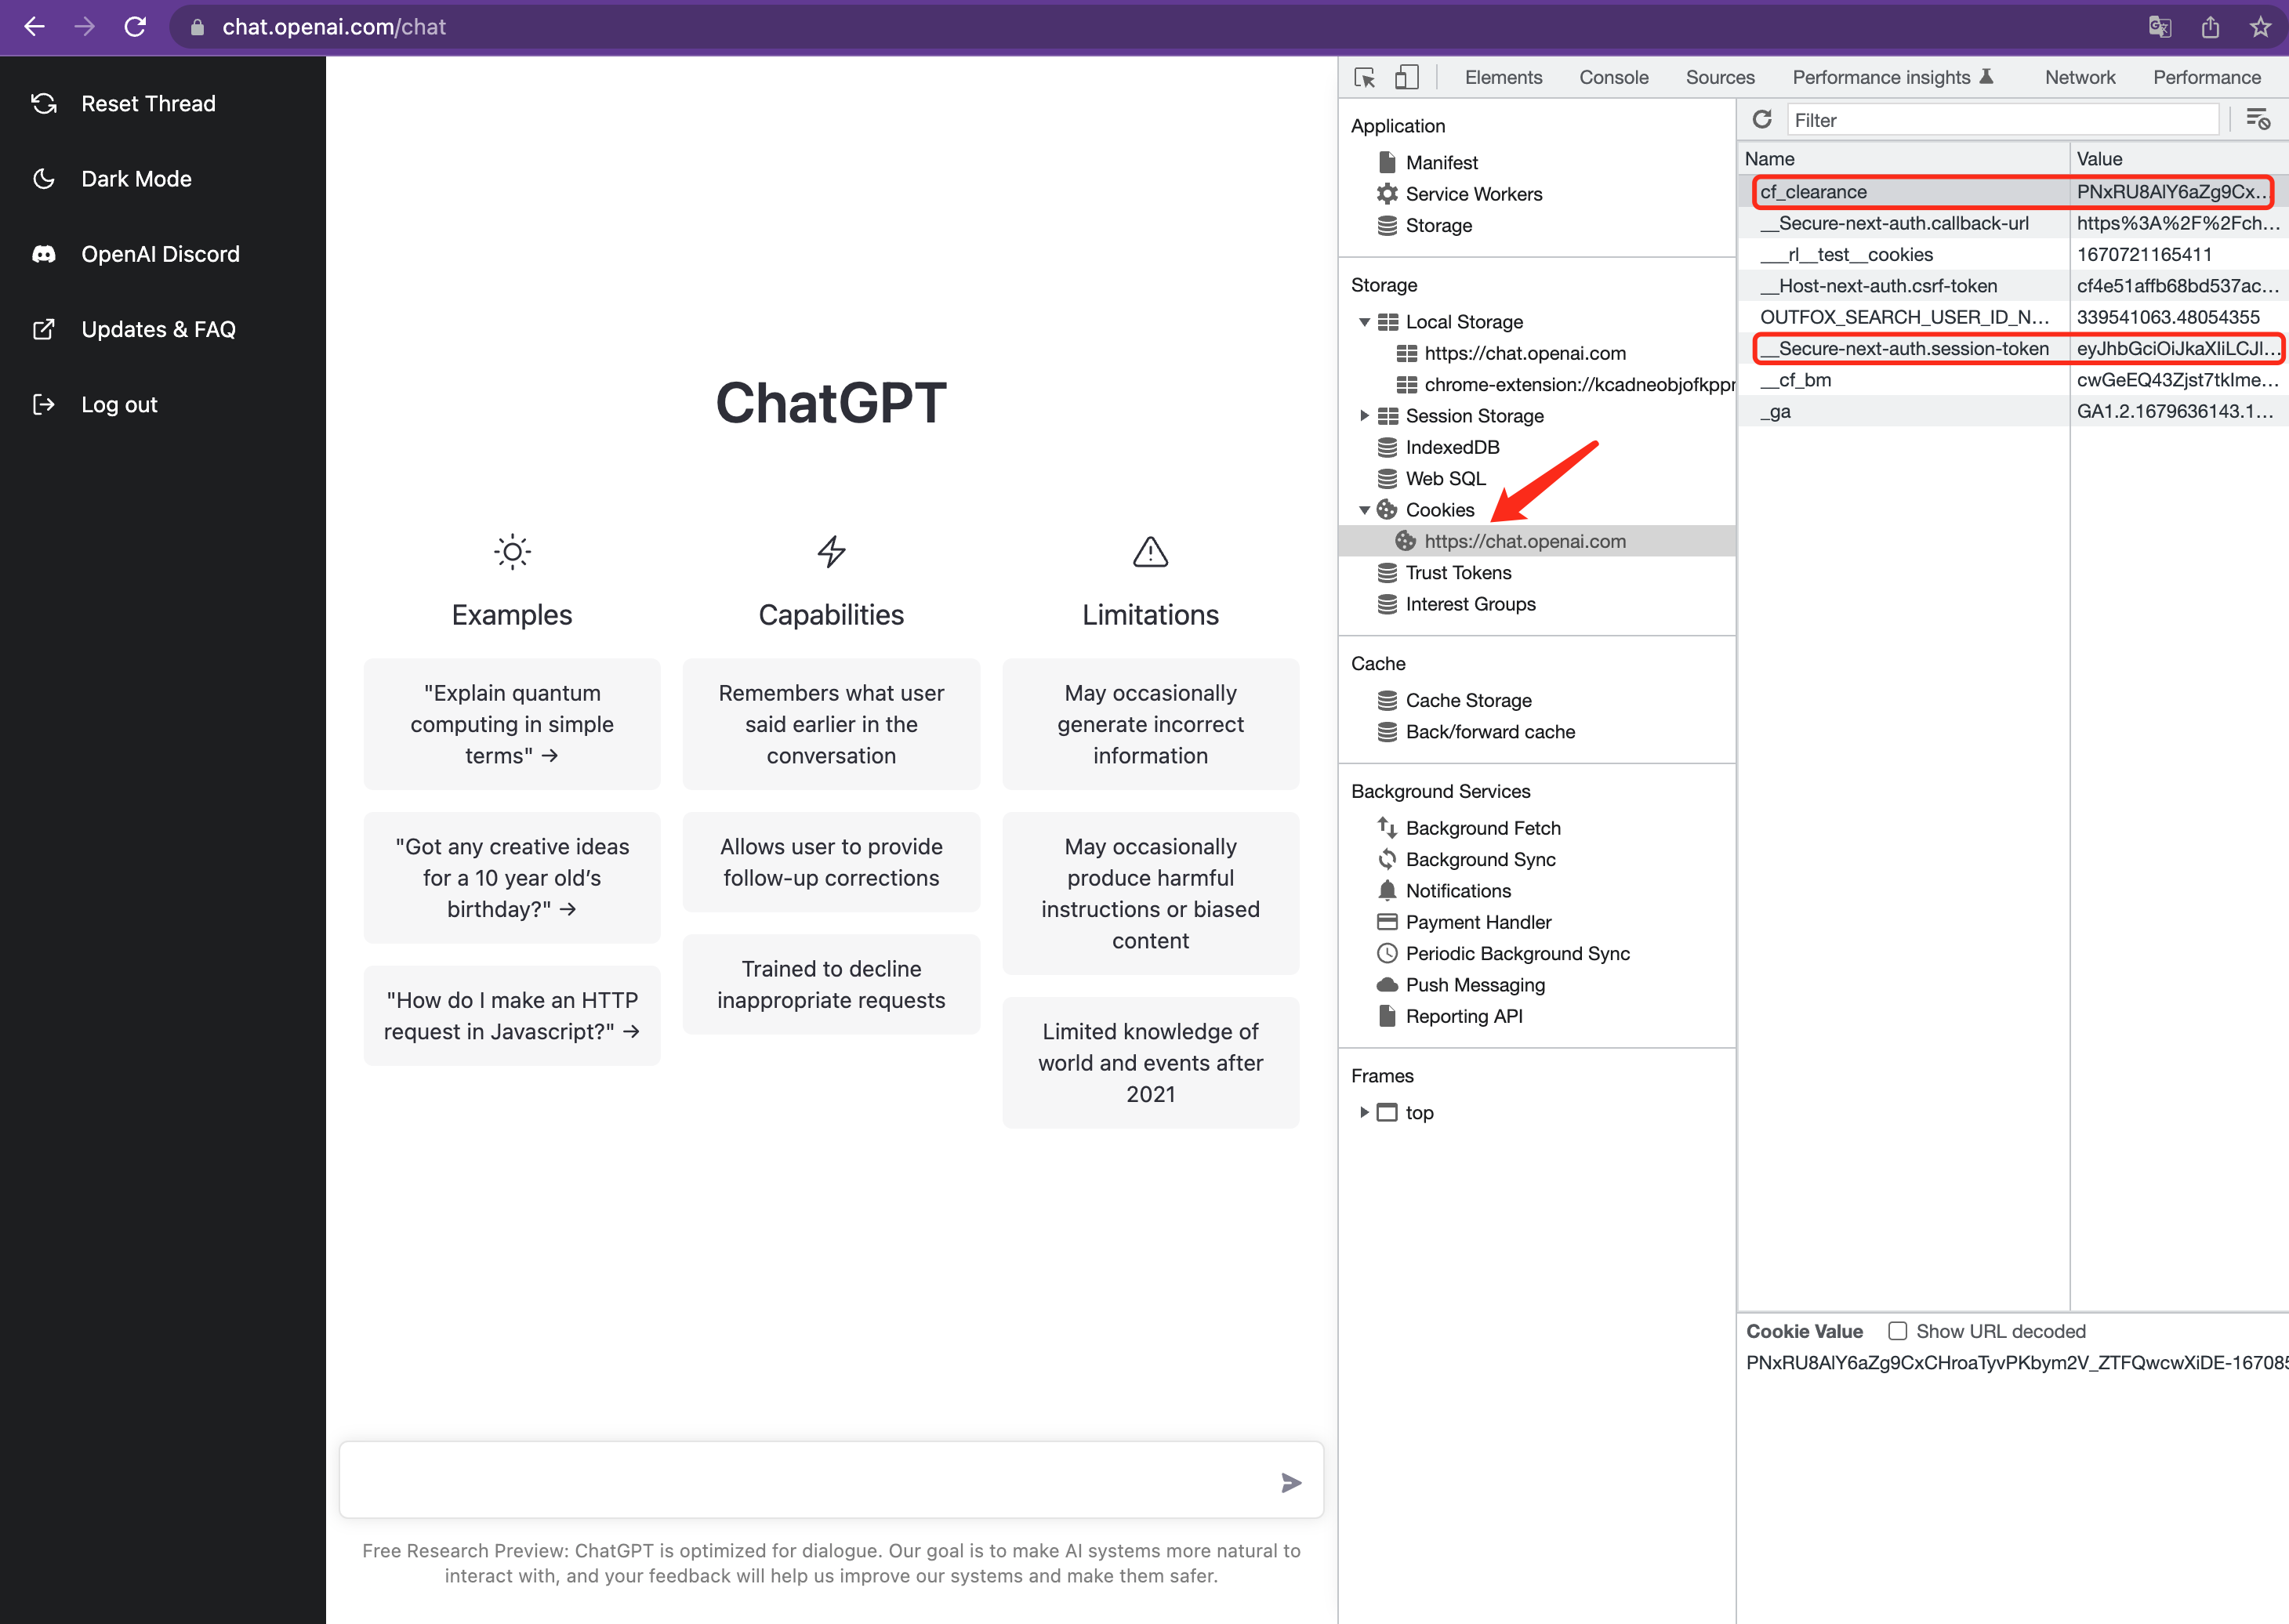 chat.openai.com/chat
Reset Thread
Dark Mode
OpenAI Discord
Updates & FAQ
Log out
ChatGPT
Examples
"Explain quantum
computing in simple
terms" →
"Got any creative ideas
for a 10 year old's
birthday?" →
"How do I make an HTTP
request in Javascript?" →
Capabilities
Remembers what user
said earlier in the
conversation
Allows user to provide
follow-up corrections
Trained to decline
inappropriate requests
Limitations
May occasionally
generate incorrect
information
May occasionally
produce harmful
instructions or biased
content
Limited knowledge of
world and events after
2021
Free Research Preview: ChatGPT is optimized for dialogue. Our goal is to make AI systems more natural to
interact with, and your feedback will help us improve our systems and make them safer.
Elements Console Sources Performance insights Network Performance
Application
Manifest
Service Workers
Storage
Storage
Local Storage
https://chat.openai.com
chrome-extension://kcadneobjofkppr
Session Storage
IndexedDB
Web SQL
Cookies
https://chat.openai.com
Trust Tokens
Interest Groups
Cache
Cache Storage
Back/forward cache
Background Services
Background Fetch
Background Sync
Notifications
Payment Handler
Periodic Background Sync
Push Messaging
Reporting API
Frames
top
Filter
Name Value
cf_clearance PNxRU8AlY6aZg9Cx...
__Secure-next-auth.callback-url https%3A%2F%2Fch...
___rl__test__cookies 1670721165411
__Host-next-auth.csrf-token cf4e51affb68bd537ac...
OUTFOX_SEARCH_USER_ID_N... 339541063.48054355
__Secure-next-auth.session-token eyJhbGciOiJkaXIiLCJl...
__cf_bm cwGeEQ43Zjst7tkIme...
_ga GA1.2.1679636143.1...
Cookie Value Show URL decoded
PNxRU8AlY6aZg9CxCHroaTyvPKbym2V_ZTFQwcwXiDE-167085